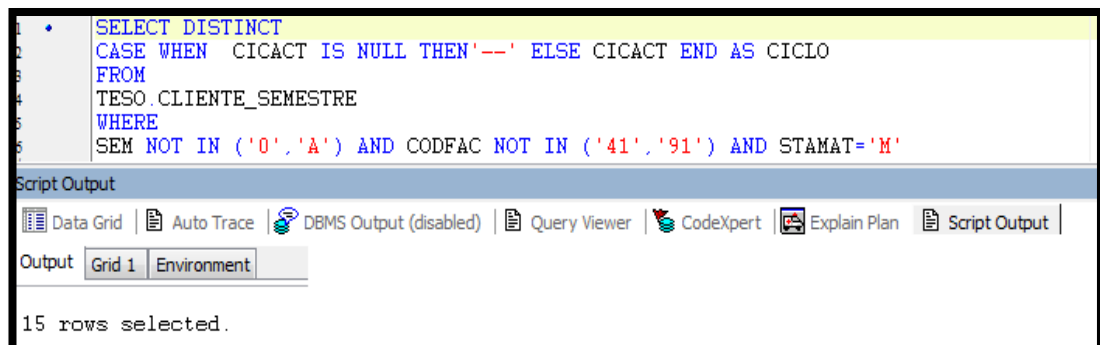 1 SELECT DISTINCT
2 CASE WHEN  CICACT IS NULL THEN'--' ELSE CICACT END AS CICLO
3 FROM
4 TESO.CLIENTE_SEMESTRE
5 WHERE
6 SEM NOT IN ('0','A') AND CODFAC NOT IN ('41','91') AND STAMAT='M'
Script Output
Data Grid | Auto Trace | DBMS Output (disabled) | Query Viewer | CodeXpert | Explain Plan Script Output |
Output Grid 1 Environment
15 rows selected.